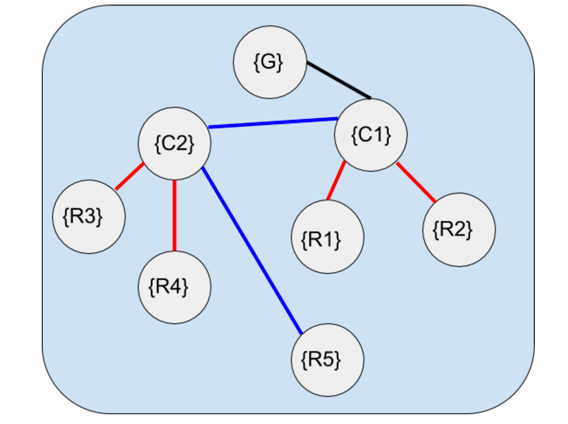 {G}
{C2}
{C1}
{R3}
{R1}
{R2}
{R4}
{R5}